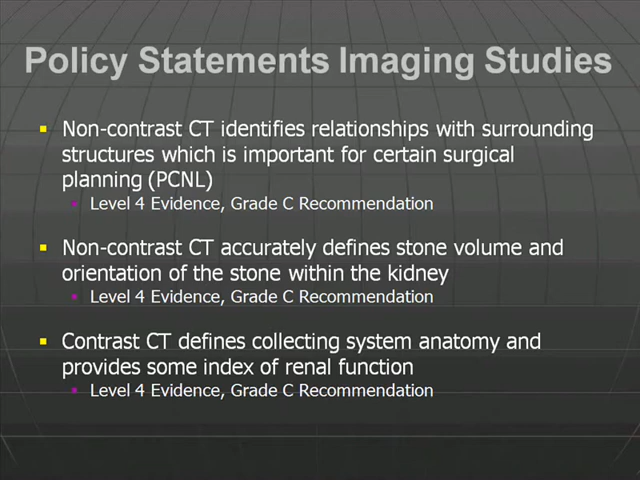 Policy Statements Imaging Studies
Non-contrast CT identifies relationships with surrounding
structures which is important for certain surgical
planning (PCNL)
Level 4 Evidence, Grade C Recommendation
Non-contrast CT accurately defines stone volume and
orientation of the stone within the kidney
Level 4 Evidence, Grade C Recommendation
Contrast CT defines collecting system anatomy and
provides some index of renal function
Level 4 Evidence, Grade C Recommendation